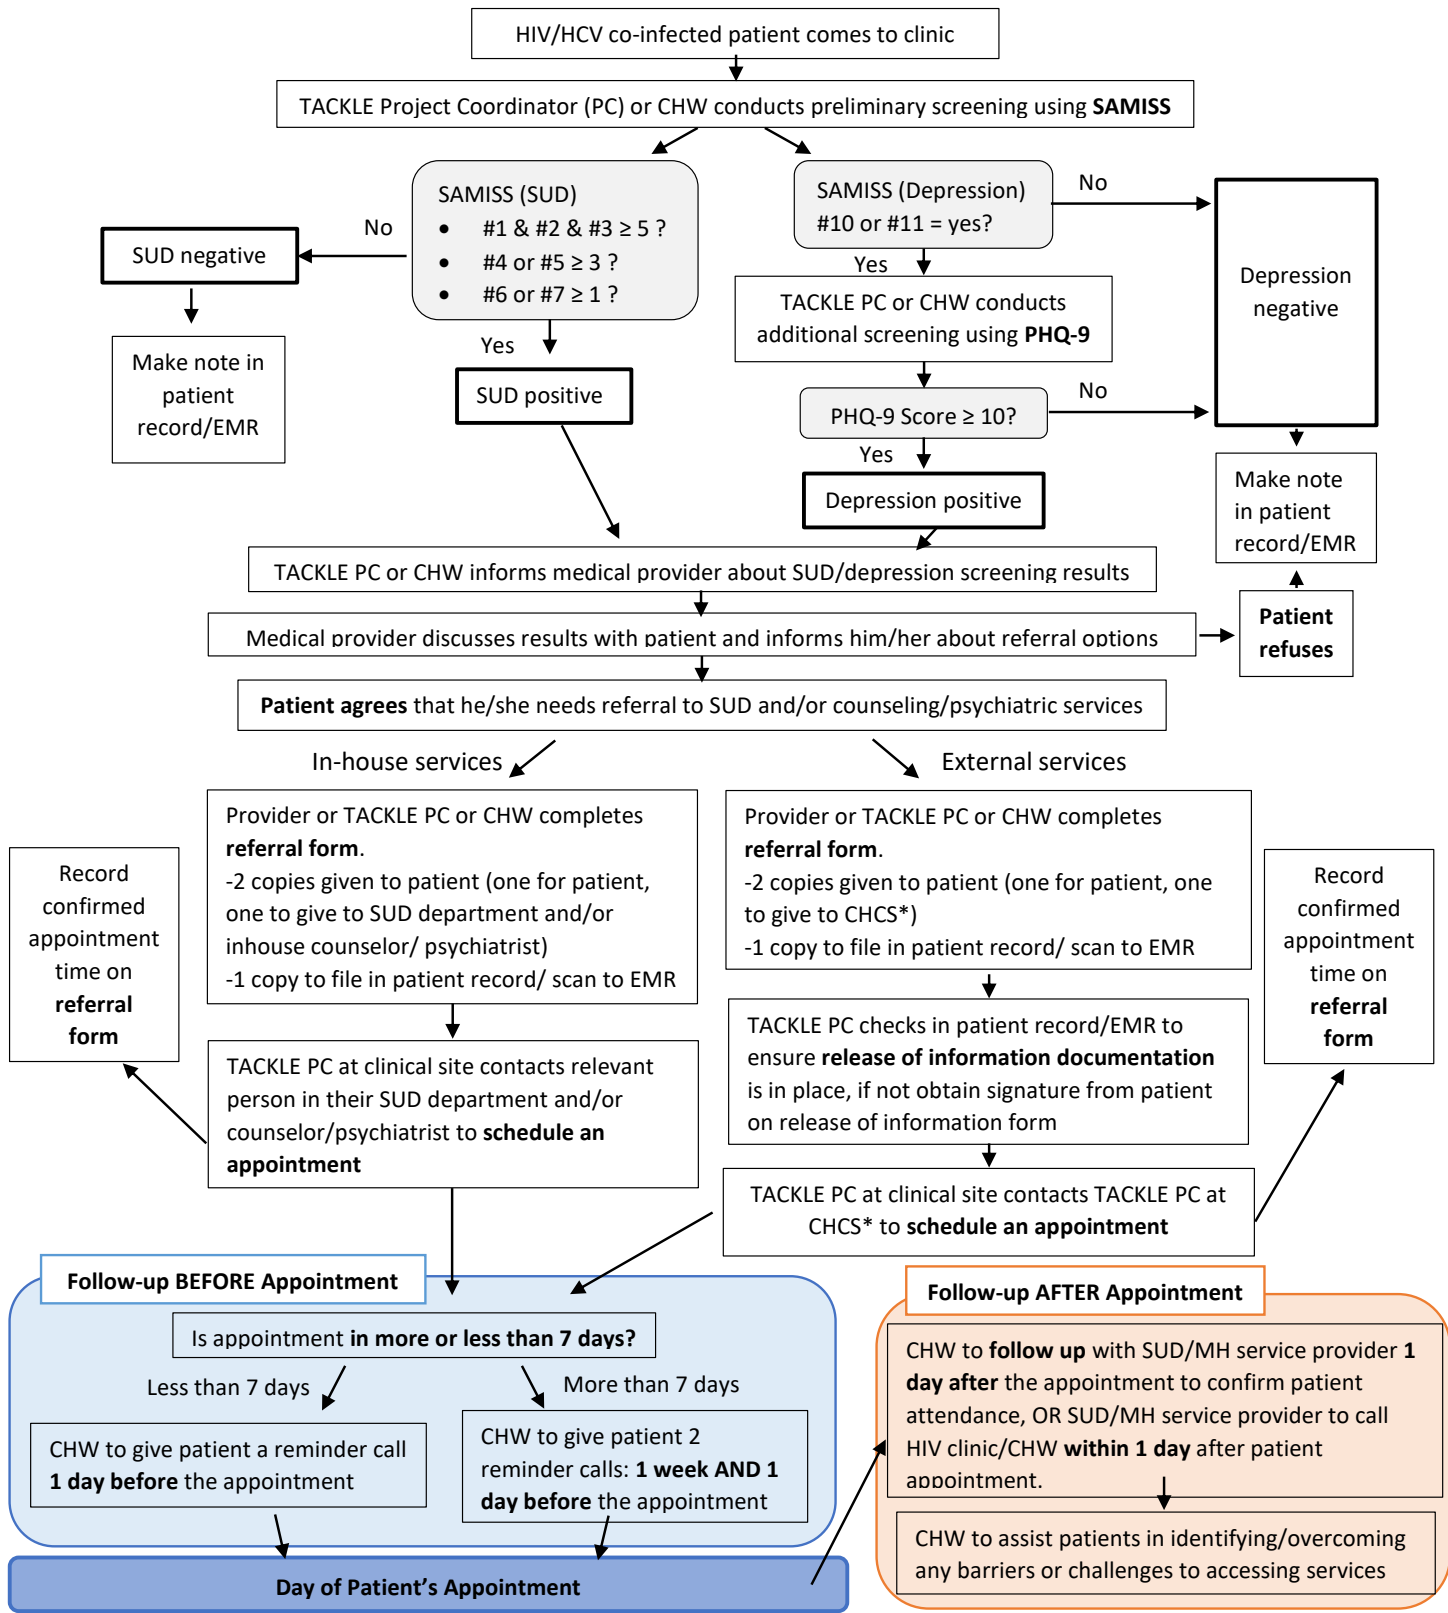 HIV/HCV co-infected patient comes to clinic
TACKLE Project Coordinator (PC) or CHW conducts preliminary screening using SAMISS
SAMISS (SUD)
• #1 & #2 & #3 ≥ 5 ?
• #4 or #5 ≥ 3 ?
• #6 or #7 ≥ 1 ?
No
SUD negative
Make note in
patient
record/EMR
Yes
SUD positive
SAMISS (Depression)
#10 or #11 = yes?
No
Depression
negative
Yes
TACKLE PC or CHW conducts
additional screening using PHQ-9
PHQ-9 Score ≥ 10?
No
Yes
Depression positive
Make note
in patient
record/EMR
TACKLE PC or CHW informs medical provider about SUD/depression screening results
Medical provider discusses results with patient and informs him/her about referral options
Patient
refuses
Patient agrees that he/she needs referral to SUD and/or counseling/psychiatric services
In-house services
External services
Provider or TACKLE PC or CHW completes
referral form.
-2 copies given to patient (one for patient,
one to give to SUD department and/or
inhouse counselor/ psychiatrist)
-1 copy to file in patient record/ scan to EMR
Record
confirmed
appointment
time on
referral
form
TACKLE PC at clinical site contacts relevant
person in their SUD department and/or
counselor/psychiatrist to schedule an
appointment
Provider or TACKLE PC or CHW completes
referral form.
-2 copies given to patient (one for patient, one
to give to CHCS*)
-1 copy to file in patient record/ scan to EMR
Record
confirmed
appointment
time on
referral
form
TACKLE PC checks in patient record/EMR to
ensure release of information documentation
is in place, if not obtain signature from patient
on release of information form
TACKLE PC at clinical site contacts TACKLE PC at
CHCS* to schedule an appointment
Follow-up BEFORE Appointment
Is appointment in more or less than 7 days?
Less than 7 days
More than 7 days
CHW to give patient a reminder call
1 day before the appointment
CHW to give patient 2
reminder calls: 1 week AND 1
day before the appointment
Day of Patient's Appointment
Follow-up AFTER Appointment
CHW to follow up with SUD/MH service provider 1
day after the appointment to confirm patient
attendance, OR SUD/MH service provider to call
HIV clinic/CHW within 1 day after patient
appointment.
CHW to assist patients in identifying/overcoming
any barriers or challenges to accessing services